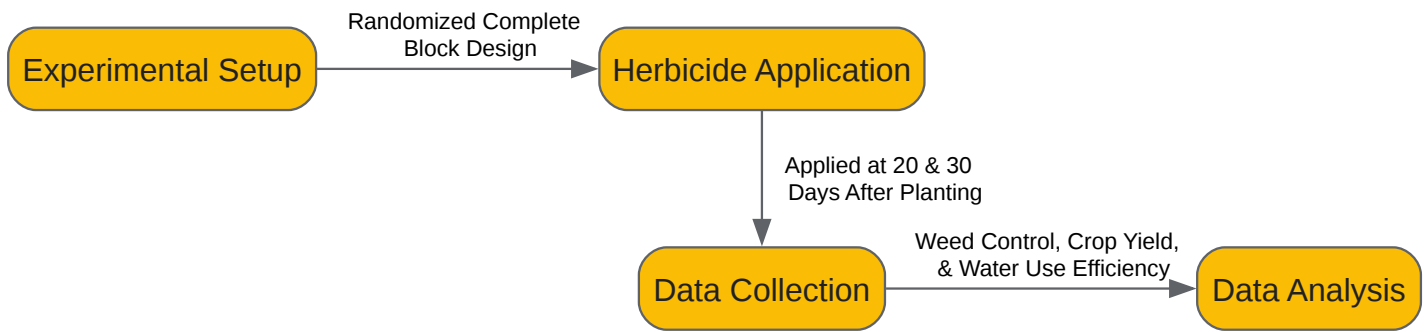 Randomized Complete
Block Design
Experimental Setup
Herbicide Application
Applied at 20 & 30
Days After Planting
Weed Control, Crop Yield,
& Water Use Efficiency
Data Collection
Data Analysis